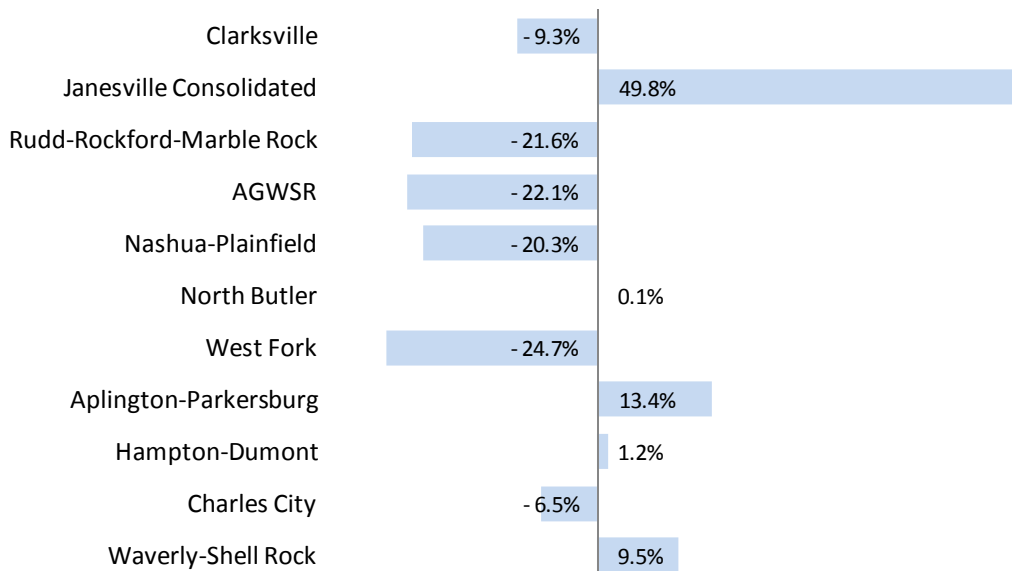 Clarksville - 9.3%
Janesville Consolidated 49.8%
Rudd-Rockford-Marble Rock - 21.6%
AGWSR - 22.1%
Nashua-Plainfield - 20.3%
North Butler 0.1%
West Fork - 24.7%
Aplington-Parkersburg 13.4%
Hampton-Dumont 1.2%
Charles City - 6.5%
Waverly-Shell Rock 9.5%